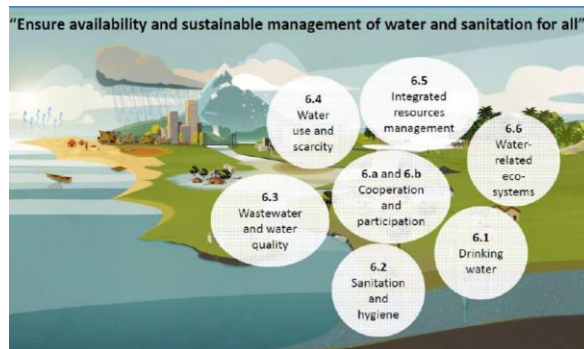 “Ensure availability and sustainable management of water and sanitation for all”
6.5
Integrated
resources
management
6.4
Water
use and
scarcity
6.6
Water-
related
eco-
systems
6.a and 6.b
Cooperation
and
participation
6.3
Wastewater
and water
quality
6.1
Drinking
water
6.2
Sanitation
and
hygiene